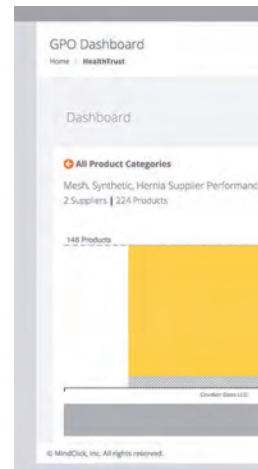 GPO Dashboard
Home | HealthTrust
Dashboard
All Product Categories
Mesh, Synthetic, Hernia Supplier Performanc
2 Suppliers | 224 Products
148 Products
© MindClick, Inc. All rights reserved.